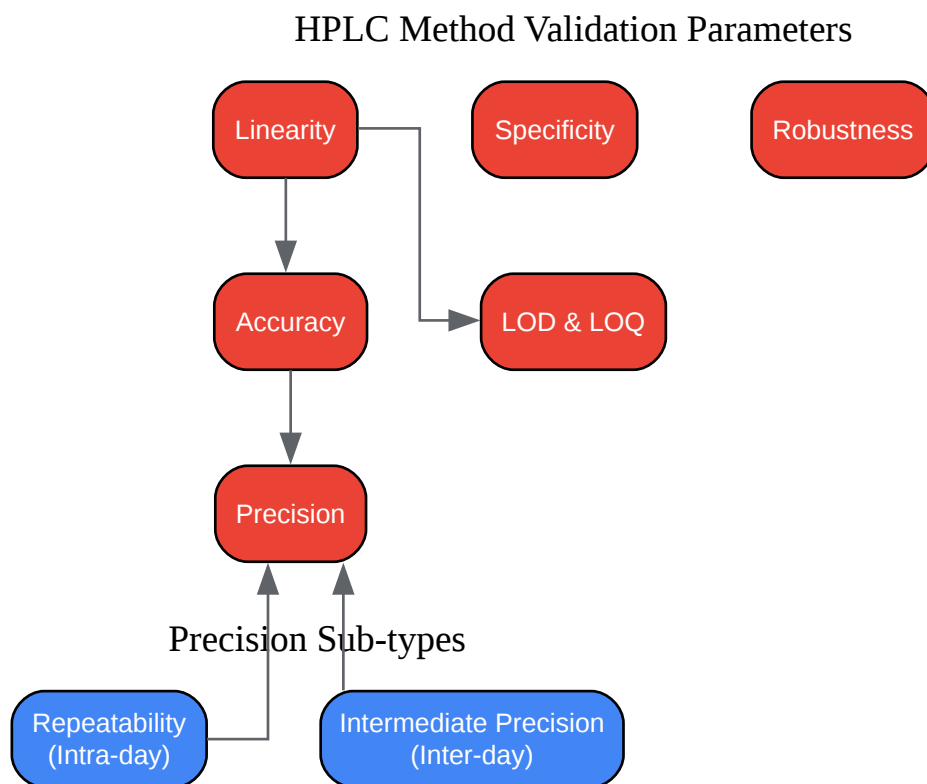 HPLC Method Validation Parameters
Linearity
Specificity
Robustness
Accuracy
LOD & LOQ
Precision
Precision Sub-types
Repeatability
(Intra-day)
Intermediate Precision
(Inter-day)